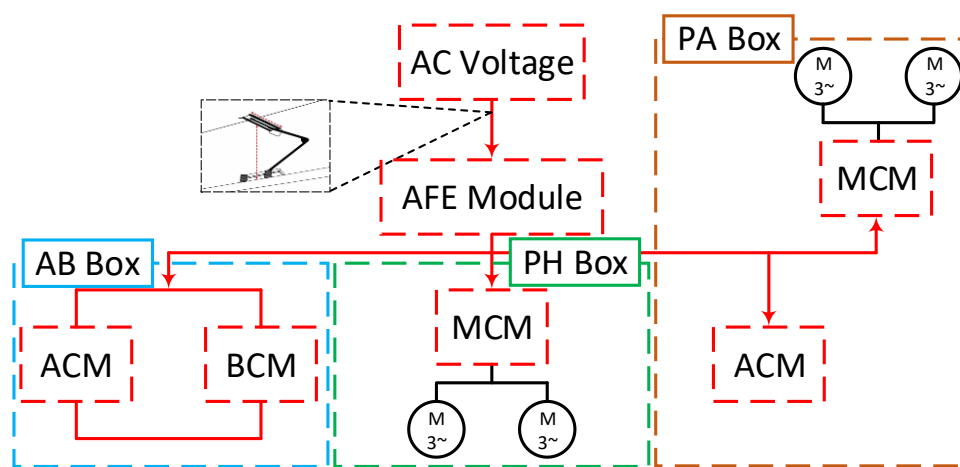 PA Box
AC Voltage
M
3~
M
3~
MCM
AFE Module
AB Box
PH Box
MCM
ACM
BCM
ACM
M
3~
M
3~